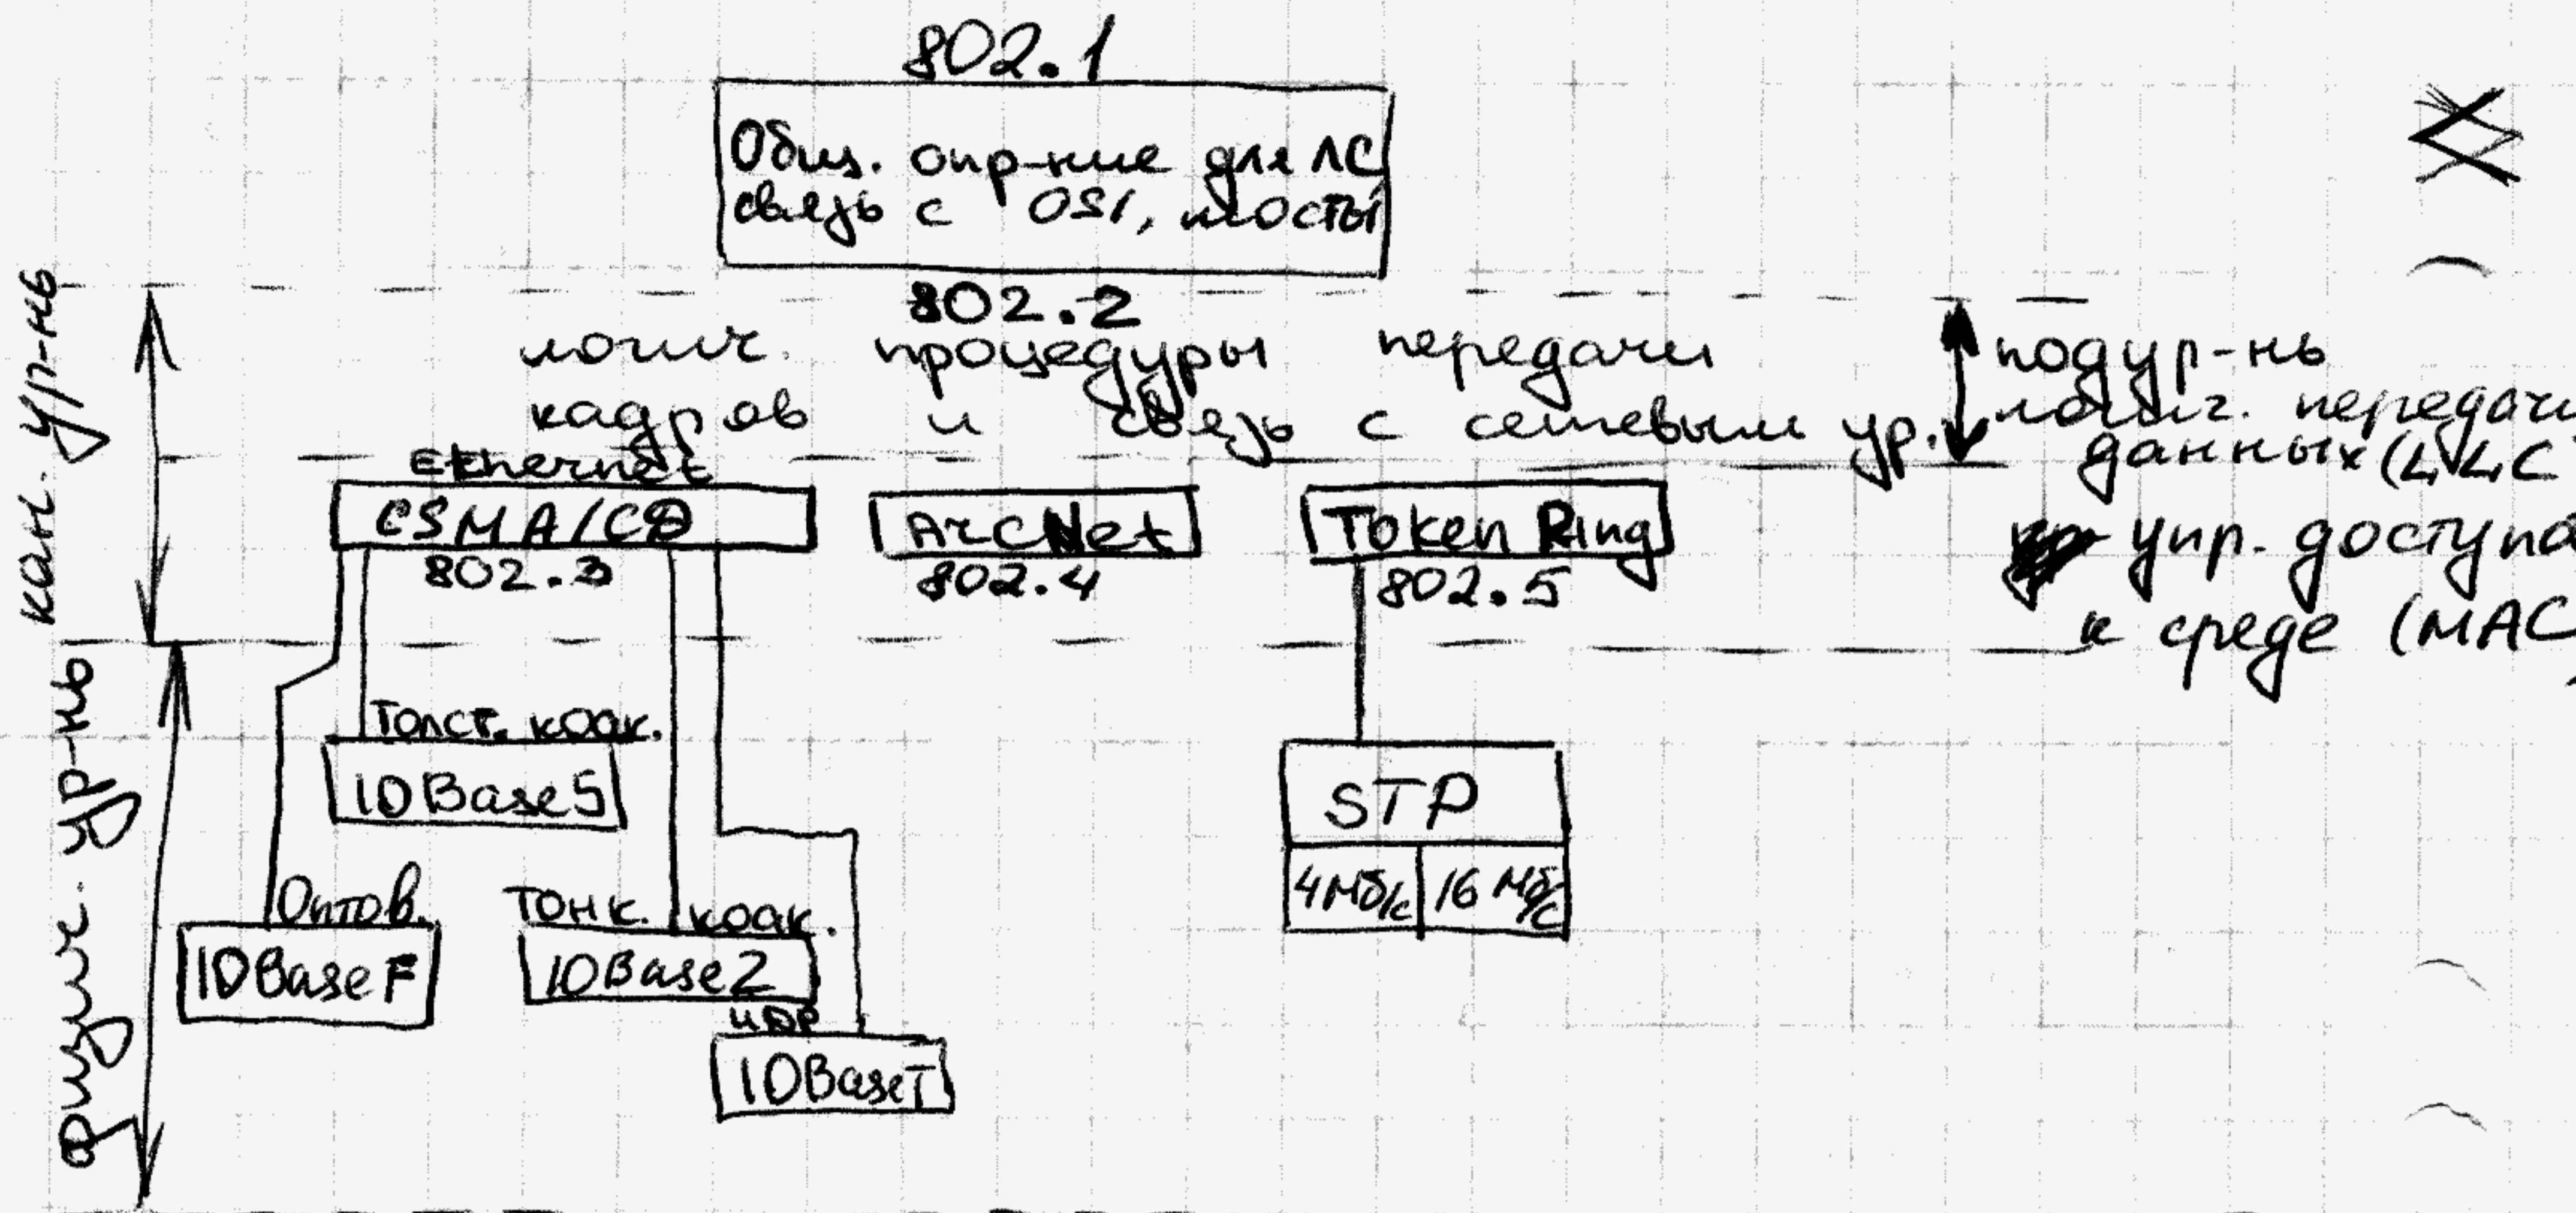 802.1
Общ. опр-ние для ЛС
связь с OSI, мосты
802.2
логич. процедуры передачи
кадров и связь с сетевым ур.
подур-нь
логич. передачи
данных (LLC
упр. доступа
к среде (MAC)
кан. ур-нь
Ethernet
CSMA/CD
802.3
ArcNet
802.4
Token Ring
802.5
физич. ур-нь
Толст. коак.
10Base5
STP
4Мб/с
16 Мб/с
Оптов.
10Base F
Тонк. коак.
10Base2
10BaseT